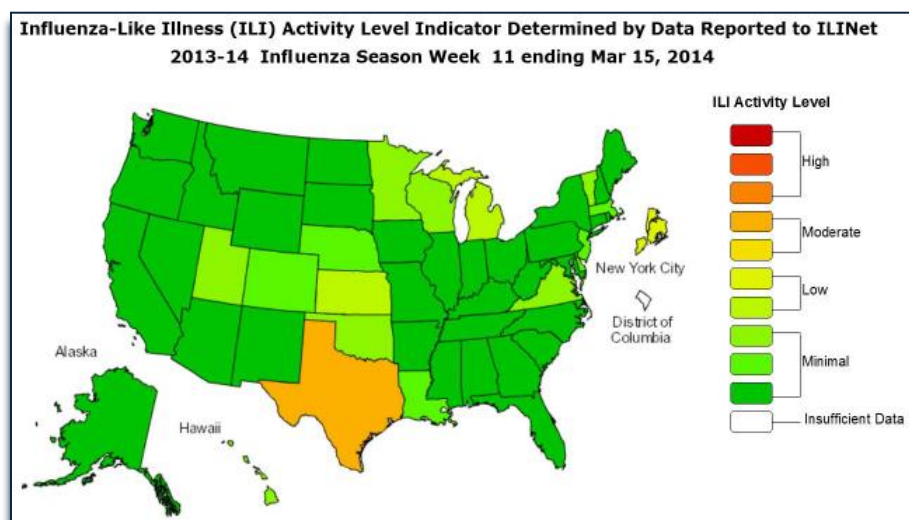 Influenza-Like Illness (ILI) Activity Level Indicator Determined by Data Reported to ILINet
2013-14 Influenza Season Week 11 ending Mar 15, 2014
ILI Activity Level
High
Moderate
New York City
Low
District of
Columbia
Alaska
Minimal
Hawaii
Insufficient Data